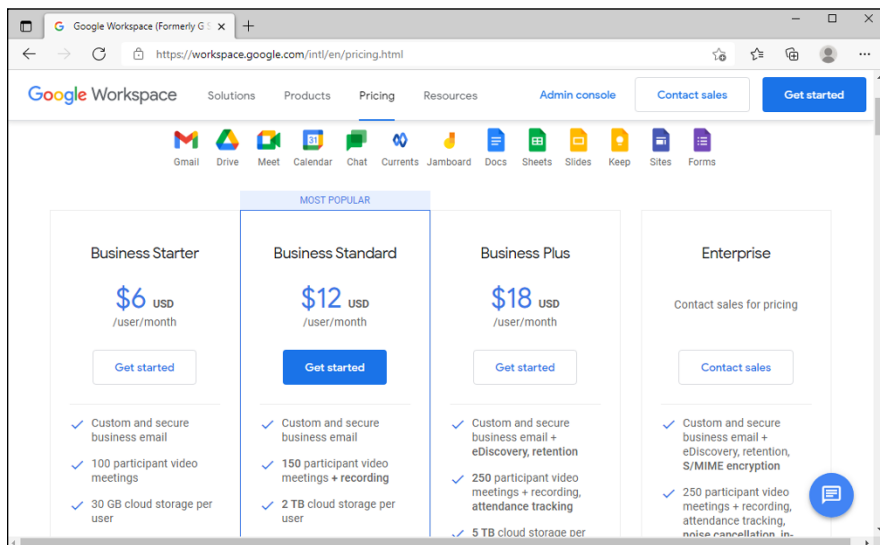 Google Workspace (Formerly G S
https://workspace.google.com/intl/en/pricing.html
Google Workspace
Solutions
Products
Pricing
Resources
Admin console
Contact sales
Get started
31
Gmail
Drive
Meet
Calendar
Chat
Currents
Jamboard
Docs
Sheets
Slides
Keep
Sites
Forms
MOST POPULAR
Business Starter
$6 USD
/user/month
Get started
Custom and secure
business email
100 participant video
meetings
30 GB cloud storage per
user
Business Standard
$12 USD
/user/month
Get started
Custom and secure
business email
150 participant video
meetings + recording
2 TB cloud storage per
user
Business Plus
$18 USD
/user/month
Get started
Custom and secure
business email +
eDiscovery, retention
250 participant video
meetings + recording,
attendance tracking
5 TB cloud storage per
Enterprise
Contact sales for pricing
Contact sales
Custom and secure
business email +
eDiscovery, retention,
S/MIME encryption
250 participant video
meetings + recording,
attendance tracking,
noise cancellation, in-